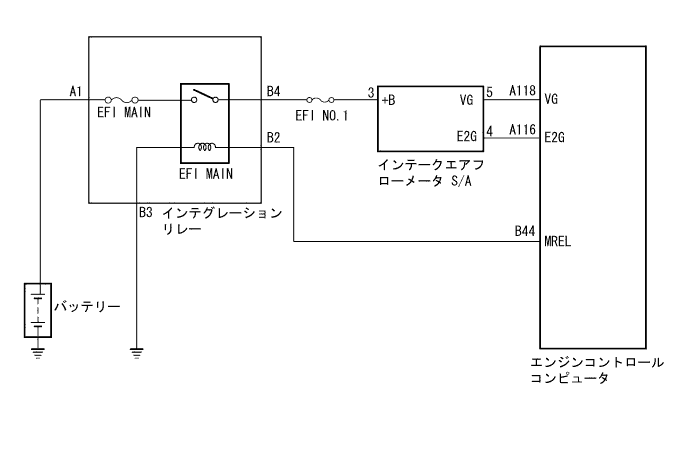 A1
EFI MAIN
B4
EFI NO.1
3
+B
VG
5
A118
VG
E2G
4
A116
E2G
B2
EFI MAIN
インテークエアフ
ローメータ S/A
B3
インテグレーション
リレー
B44
MREL
バッテリー
エンジンコントロール
コンピュータ